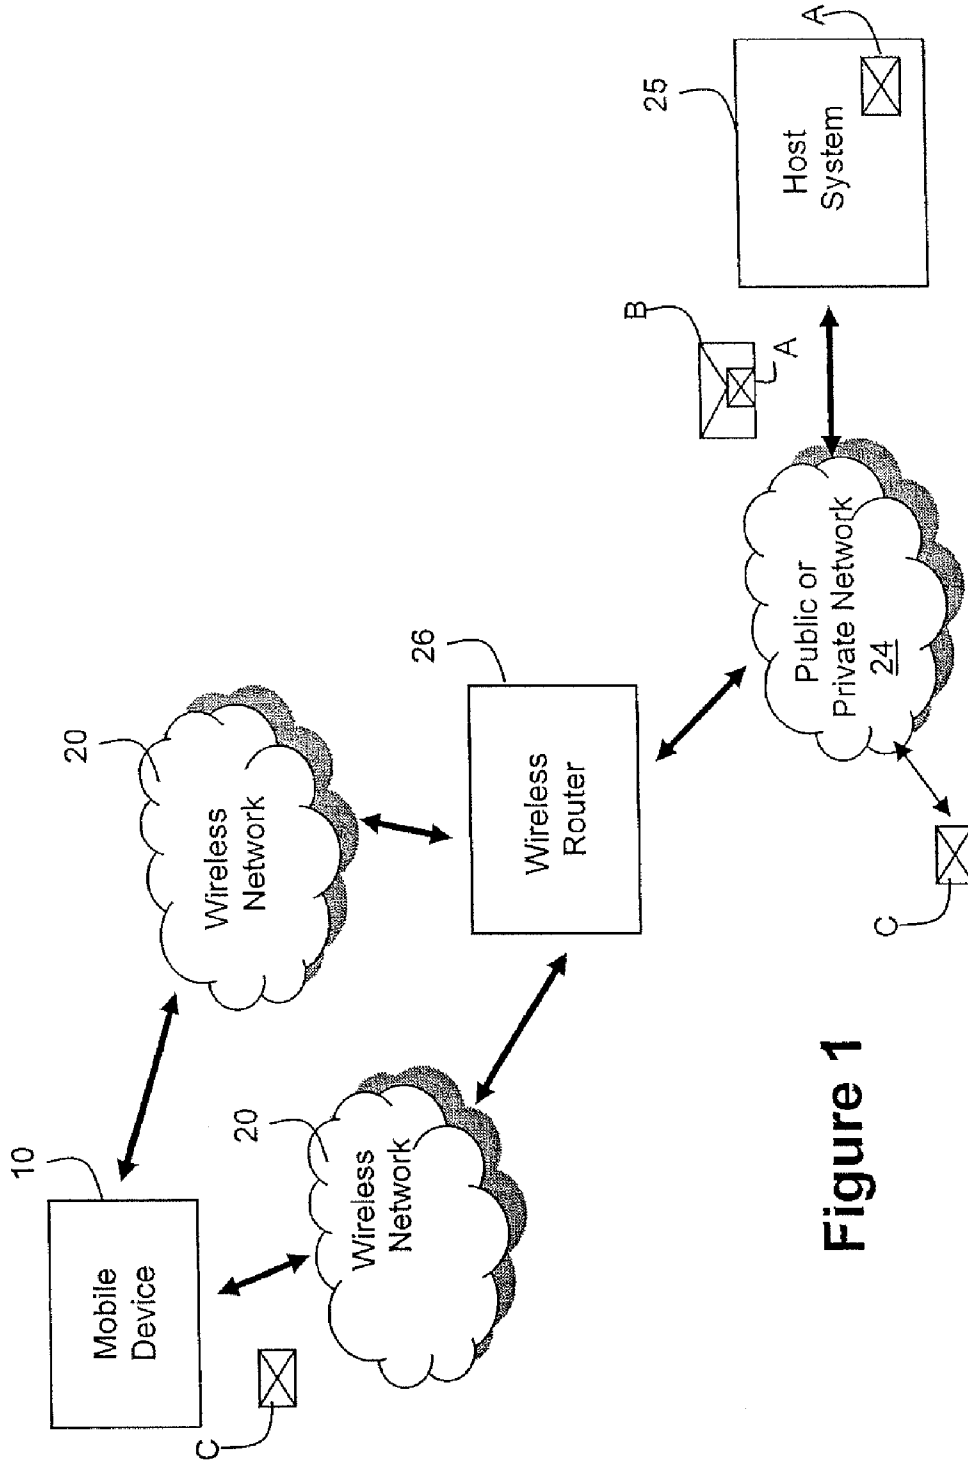 10
Mobile
Device
C
20
Wireless
Network
20
Wireless
Network
26
Wireless
Router
C
Public or
Private Network
24
B
A
25
Host
System
A
Figure 1